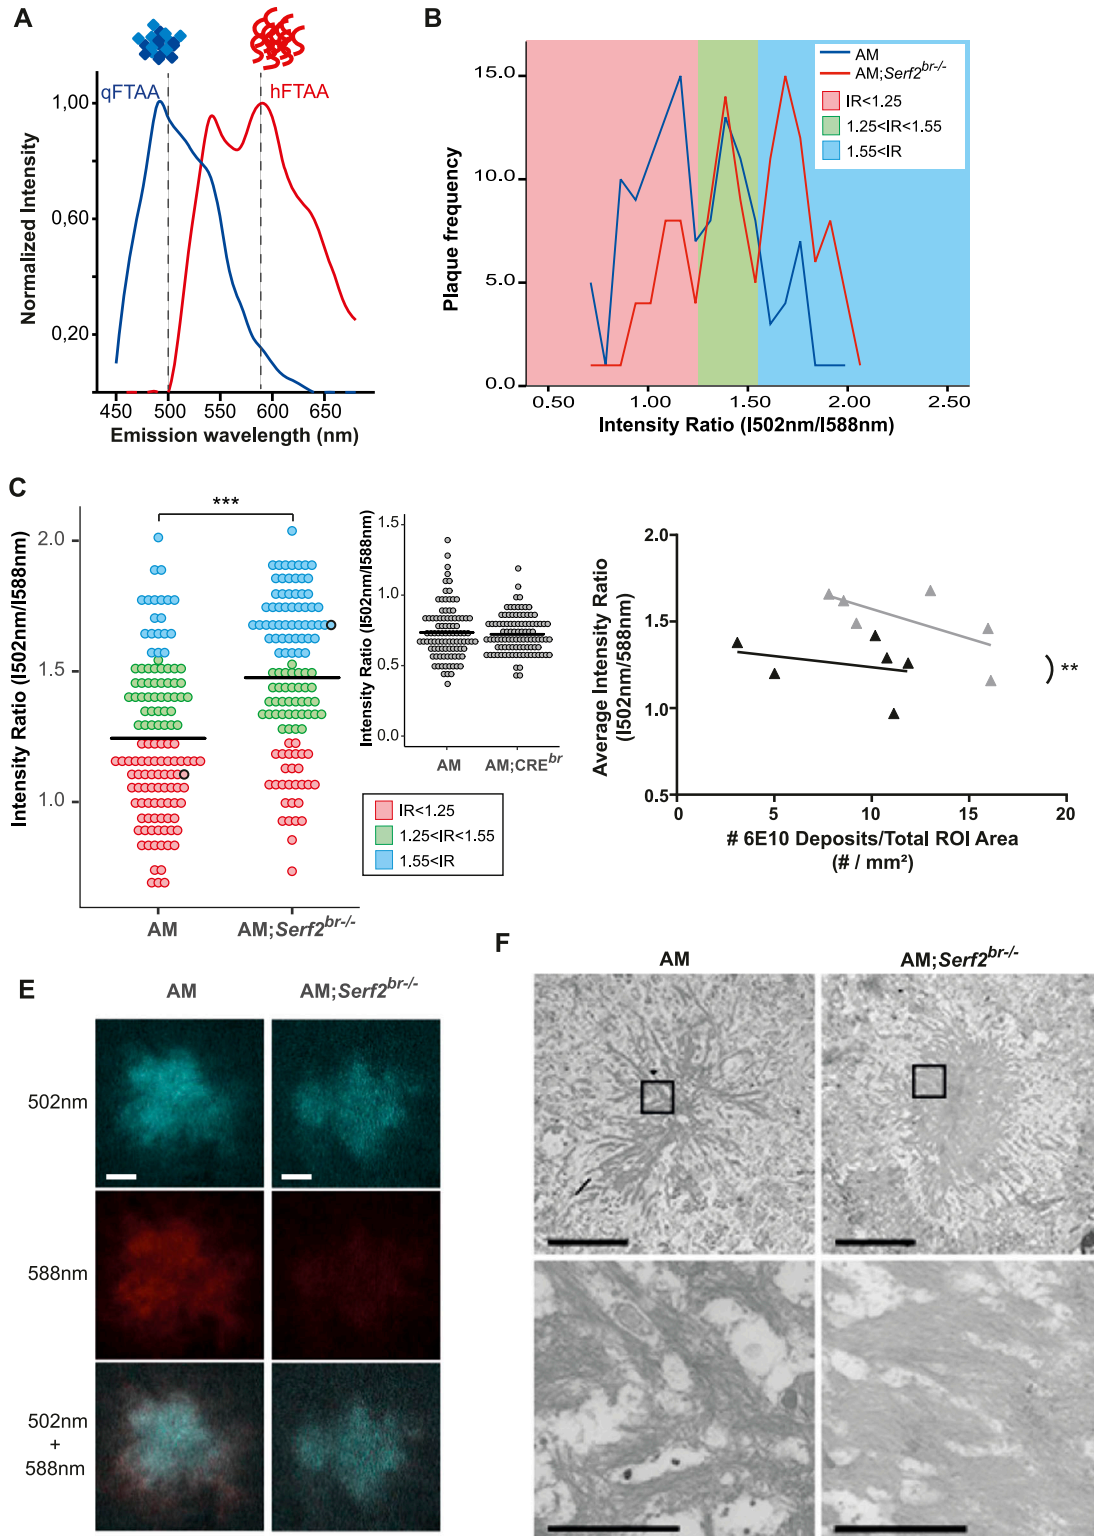 A
qFTAA
hFTAA
Normalized Intensity
1,00
0,60
0,20
450
500
550
600
650
Emission wavelength (nm)
B
Plaque frequency
15.0
10.0
5.0
0.0
0.50
1.00
1.50
2.00
2.50
Intensity Ratio (I502nm/I588nm)
AM
AM;Serf2br-/-
IR<1.25
1.25<IR<1.55
1.55<IR
C
Intensity Ratio (I502nm/I588nm)
2.0
1.5
1.0
***
AM
AM;Serf2br-/-
Intensity Ratio (I502nm/I588nm)
1.5
1.0
0.5
0.0
AM
AM;CREbr
IR<1.25
1.25<IR<1.55
1.55<IR
Average Intensity Ratio
(I502nm/588nm)
2.0
1.5
1.0
0.5
0
5
10
15
20
**
# 6E10 Deposits/Total ROI Area
(# / mm²)
E
AM
AM;Serf2br-/-
502nm
588nm
502nm
+
588nm
F
AM
AM;Serf2br-/-